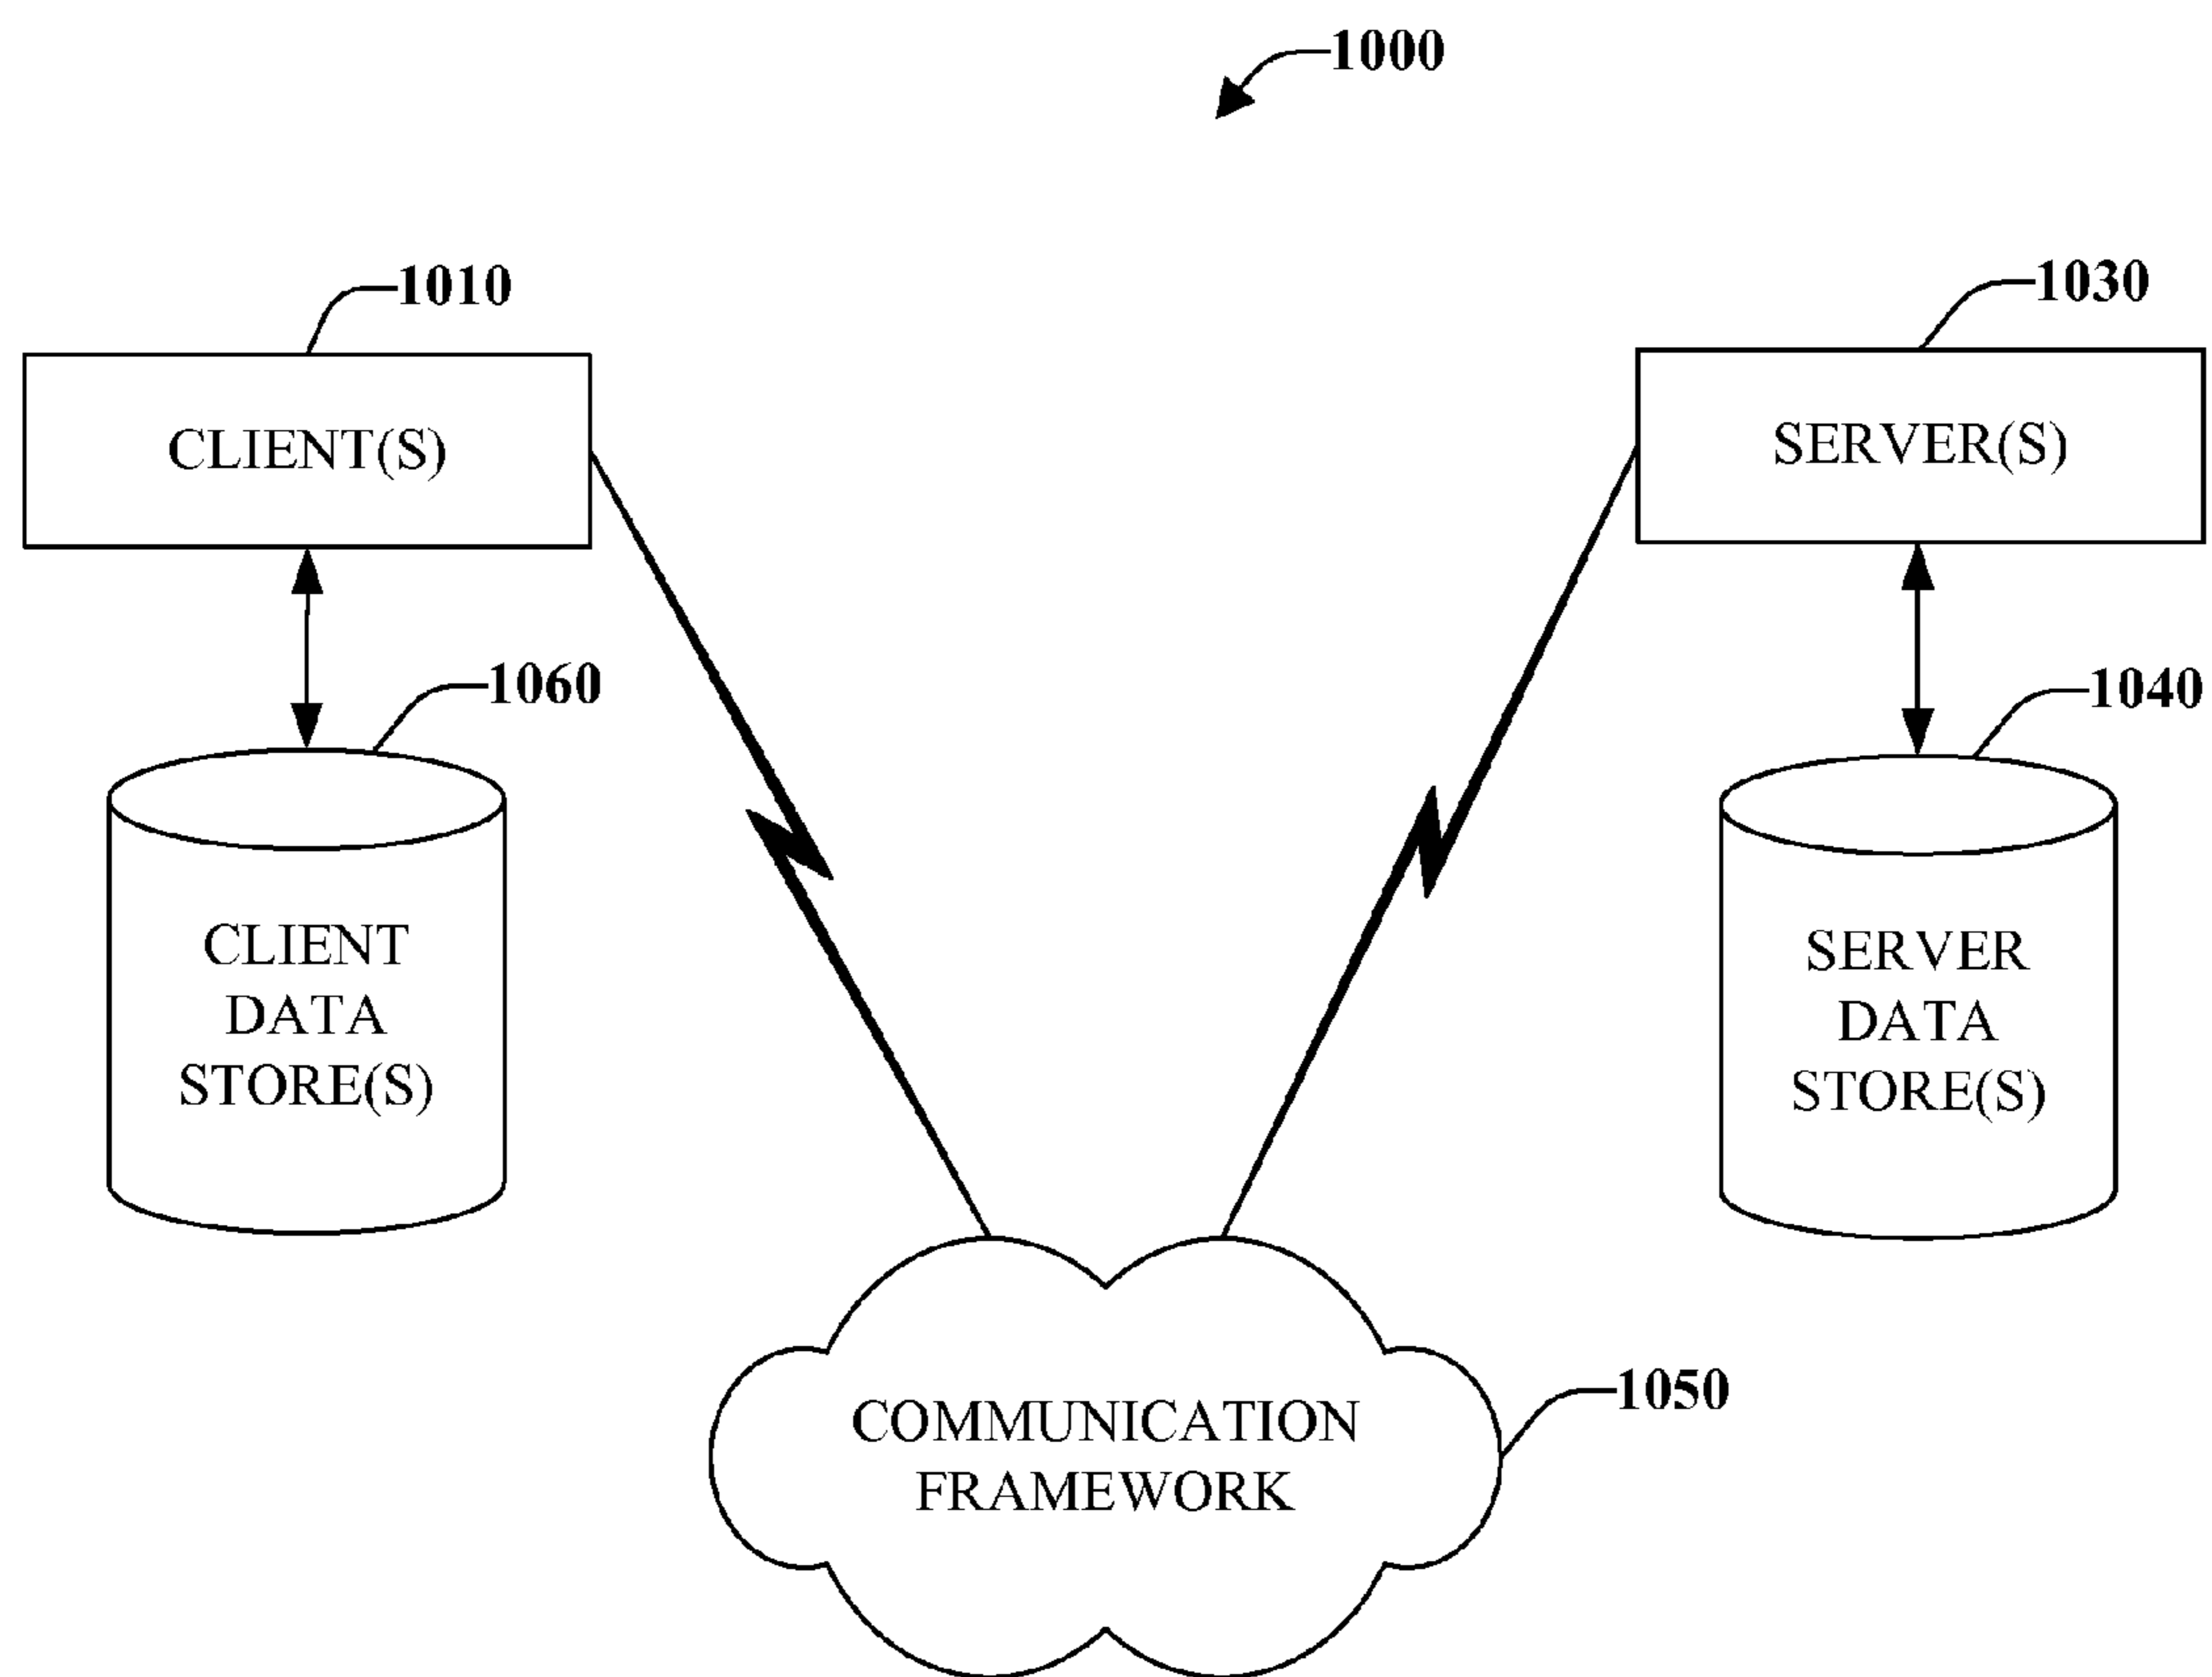 1000
1010
1030
CLIENT(S)
SERVER(S)
1060
1040
CLIENT
DATA
STORE(S)
SERVER
DATA
STORE(S)
1050
COMMUNICATION
FRAMEWORK